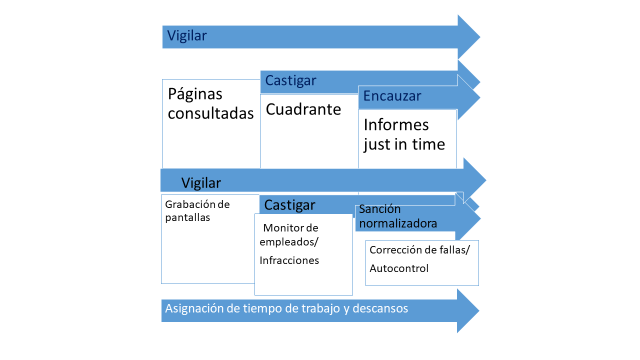 Vigilar
Castigar
Páginas
consultadas
Encauzar
Cuadrante
Informes
just in time
Vigilar
Castigar
Grabación de
pantallas
Sanción
normalizadora
Monitor de
empleados/
Infracciones
Corrección de fallas/
Autocontrol
Asignación de tiempo de trabajo y descansos